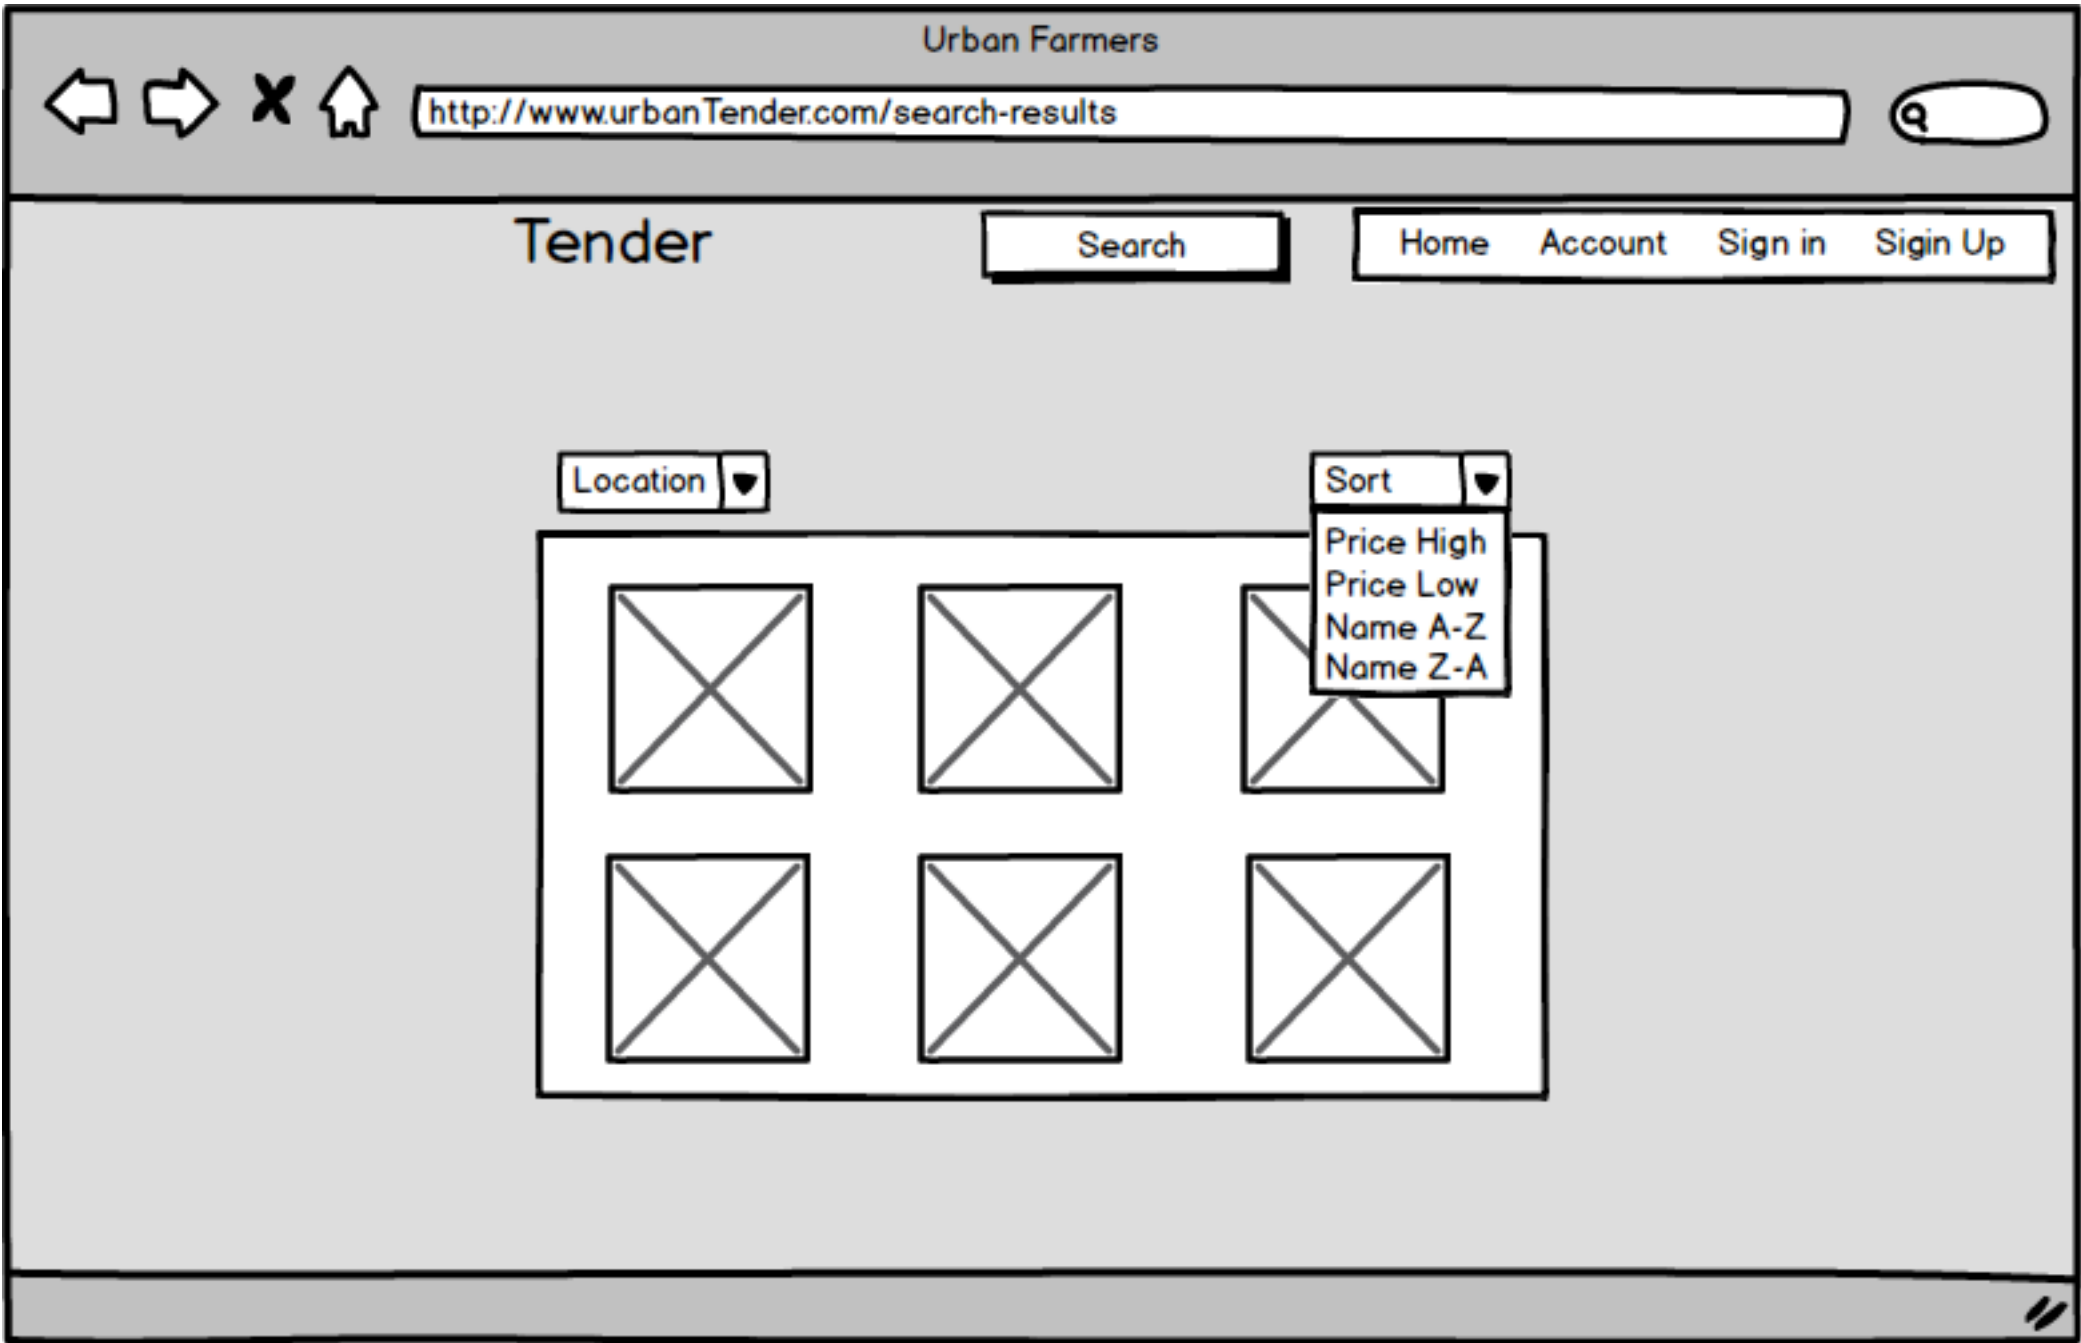 Urban Farmers
http://www.urbanTender.com/search-results
Tender
Search
Home Account Sign in Sigin Up
Location
Sort
Price High
Price Low
Name A-Z
Name Z-A